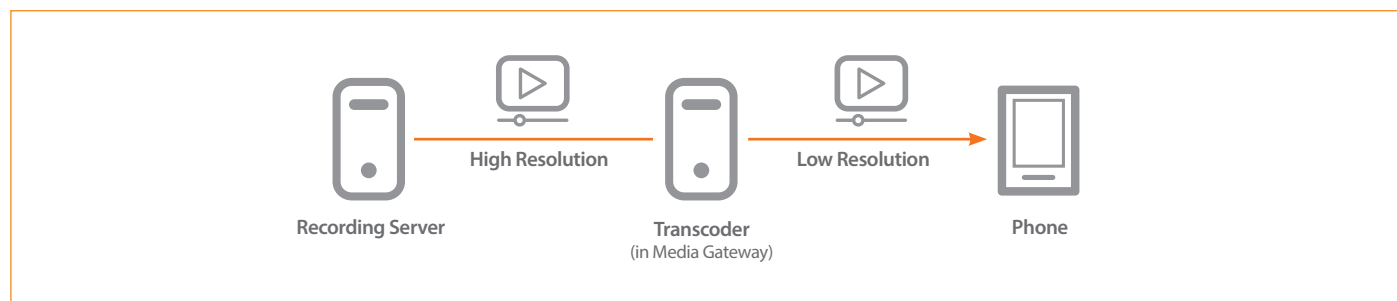 High Resolution
Low Resolution
Recording Server
Transcoder
(in Media Gateway)
Phone